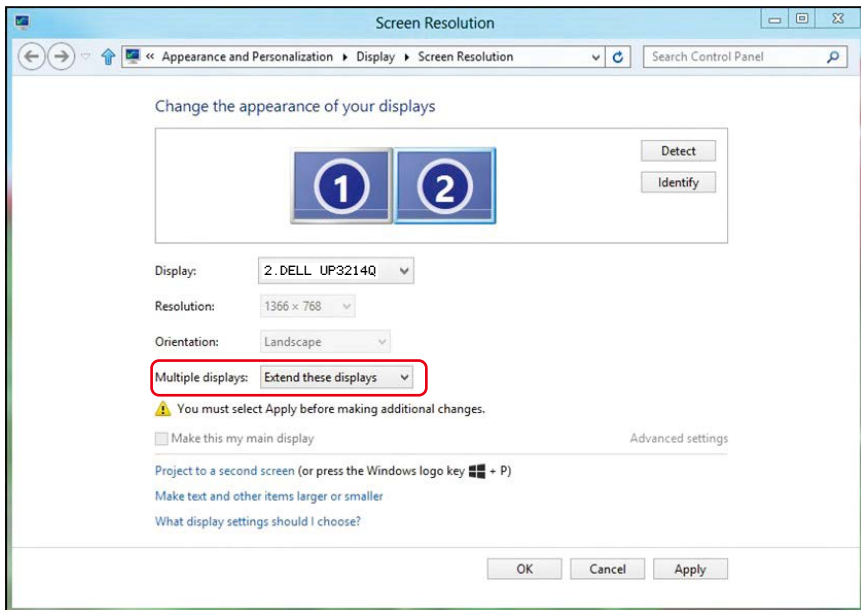 Screen Resolution
« Appearance and Personalization Display Screen Resolution Search Control Panel
Change the appearance of your displays
1 2
Detect
Identify
Display: 2.DELL UP3214Q
Resolution: 1366 × 768
Orientation: Landscape
Multiple displays: Extend these displays
You must select Apply before making additional changes.
Make this my main display Advanced settings
Project to a second screen (or press the Windows logo key + P)
Make text and other items larger or smaller
What display settings should I choose?
OK Cancel Apply